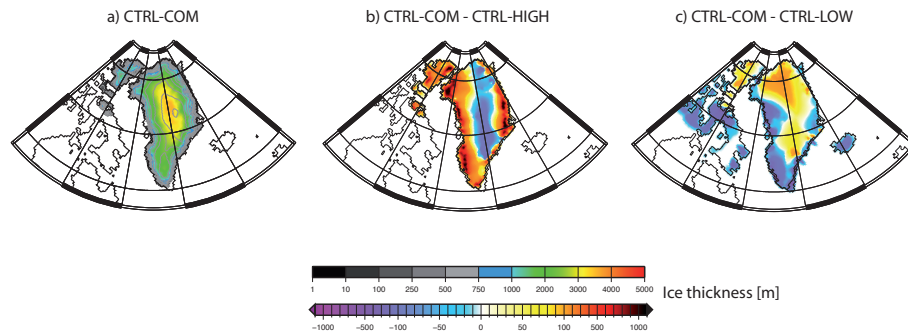 a) CTRL-COM
b) CTRL-COM - CTRL-HIGH
c) CTRL-COM - CTRL-LOW
1 10 100 250 500 750 1000 2000 3000 4000 5000
Ice thickness [m]
−1000 −500 −100 −50 0 50 100 500 1000